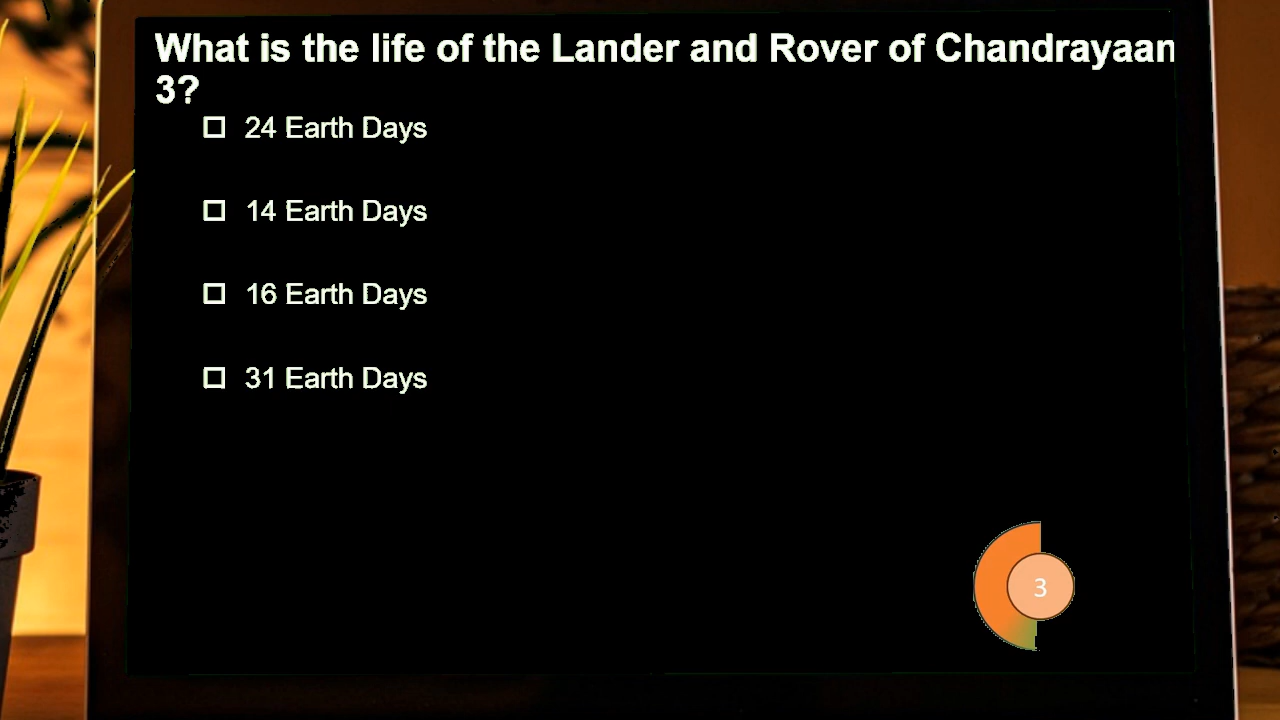 What is the life of the Lander and Rover of Chandrayaan
3?
24 Earth Days
14 Earth Days
16 Earth Days
31 Earth Days
3